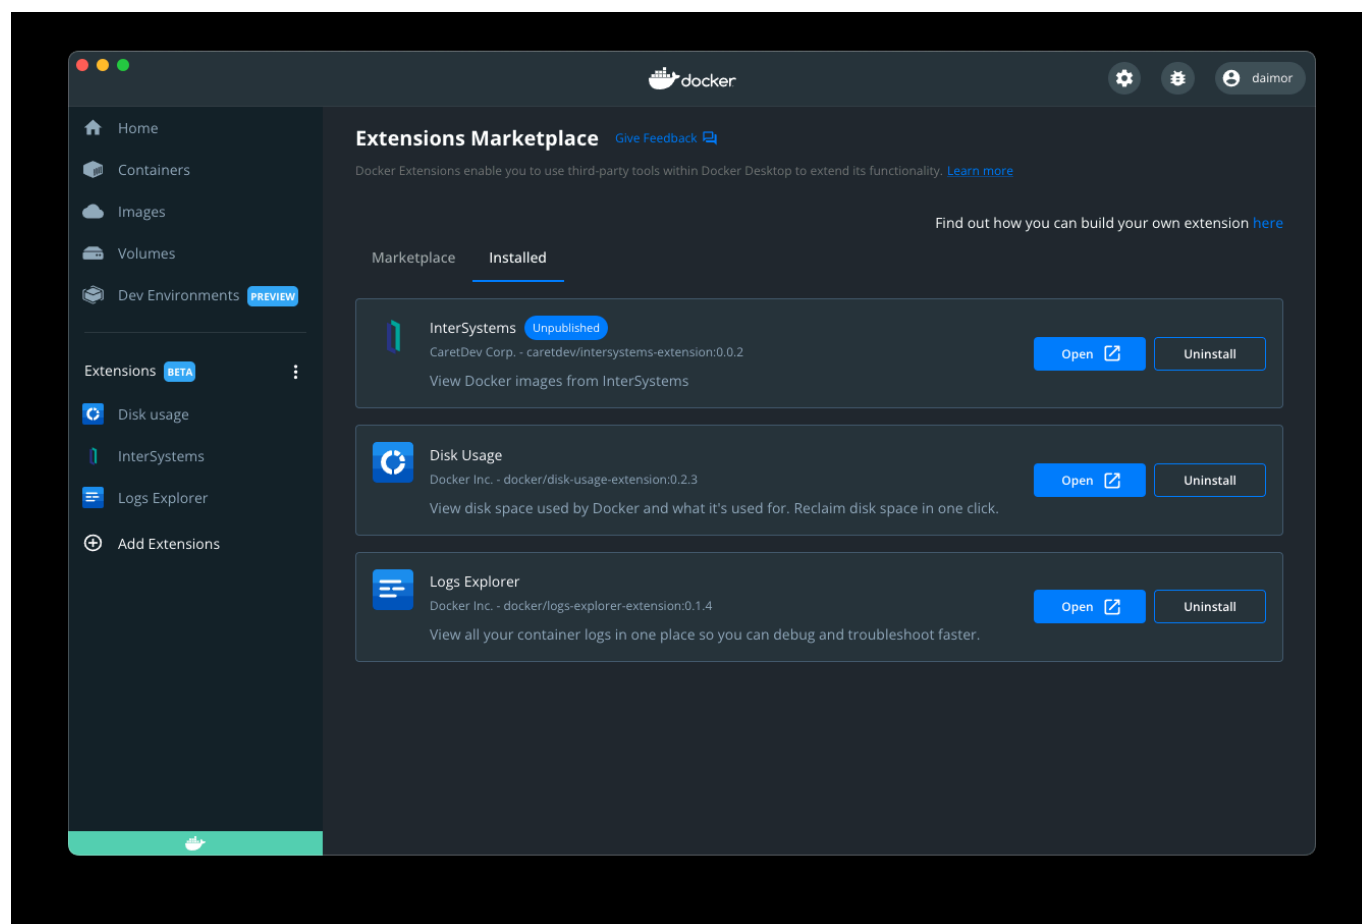 docker
daimor
Home
Containers
Images
Volumes
Dev Environments PREVIEW
Extensions BETA
Disk usage
InterSystems
Logs Explorer
Add Extensions
Extensions Marketplace Give Feedback
Docker Extensions enable you to use third-party tools within Docker Desktop to extend its functionality. Learn more
Find out how you can build your own extension here
Marketplace Installed
InterSystems Unpublished
CaretDev Corp. - caretdev/intersystems-extension:0.0.2
View Docker images from InterSystems
Open Uninstall
Disk Usage
Docker Inc. - docker/disk-usage-extension:0.2.3
View disk space used by Docker and what it's used for. Reclaim disk space in one click.
Open Uninstall
Logs Explorer
Docker Inc. - docker/logs-explorer-extension:0.1.4
View all your container logs in one place so you can debug and troubleshoot faster.
Open Uninstall